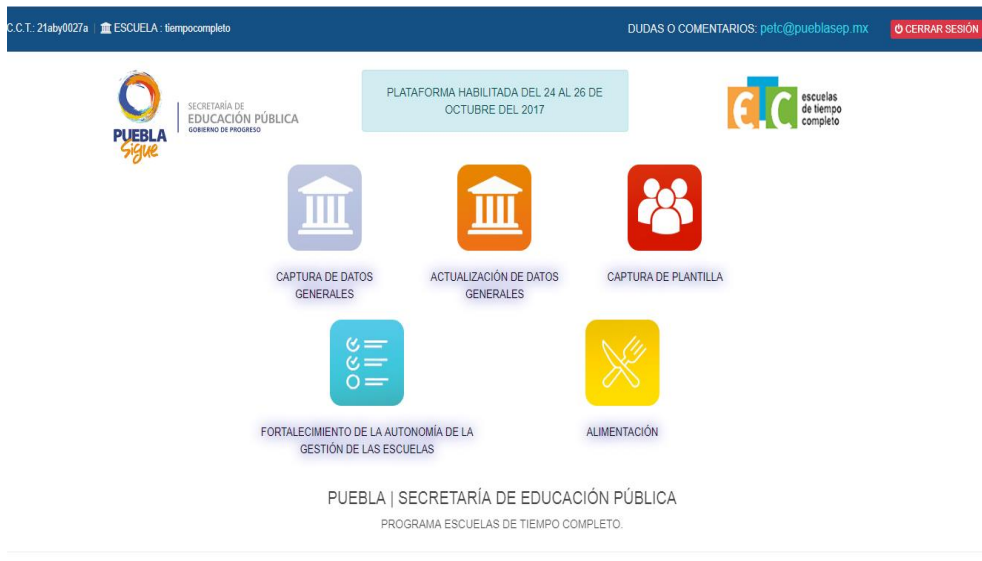 C.C.T.: 21aby0027a | ESCUELA : tiempocompleto
DUDAS O COMENTARIOS: petc@pueblasep.mx
CERRAR SESIÓN
PUEBLA
Sigue
SECRETARÍA DE
EDUCACIÓN PÚBLICA
GOBIERNO DE PROGRESO
PLATAFORMA HABILITADA DEL 24 AL 26 DE
OCTUBRE DEL 2017
eTC
escuelas
de tiempo
completo
CAPTURA DE DATOS
GENERALES
ACTUALIZACIÓN DE DATOS
GENERALES
CAPTURA DE PLANTILLA
FORTALECIMIENTO DE LA AUTONOMÍA DE LA
GESTIÓN DE LAS ESCUELAS
ALIMENTACIÓN
PUEBLA | SECRETARÍA DE EDUCACIÓN PÚBLICA
PROGRAMA ESCUELAS DE TIEMPO COMPLETO.